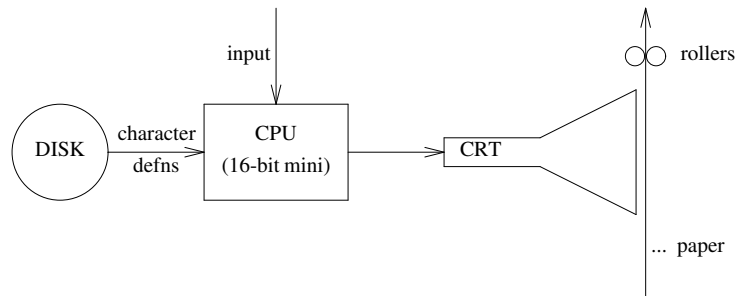 input
rollers
DISK
character
defns
CPU
(16-bit mini)
CRT
... paper